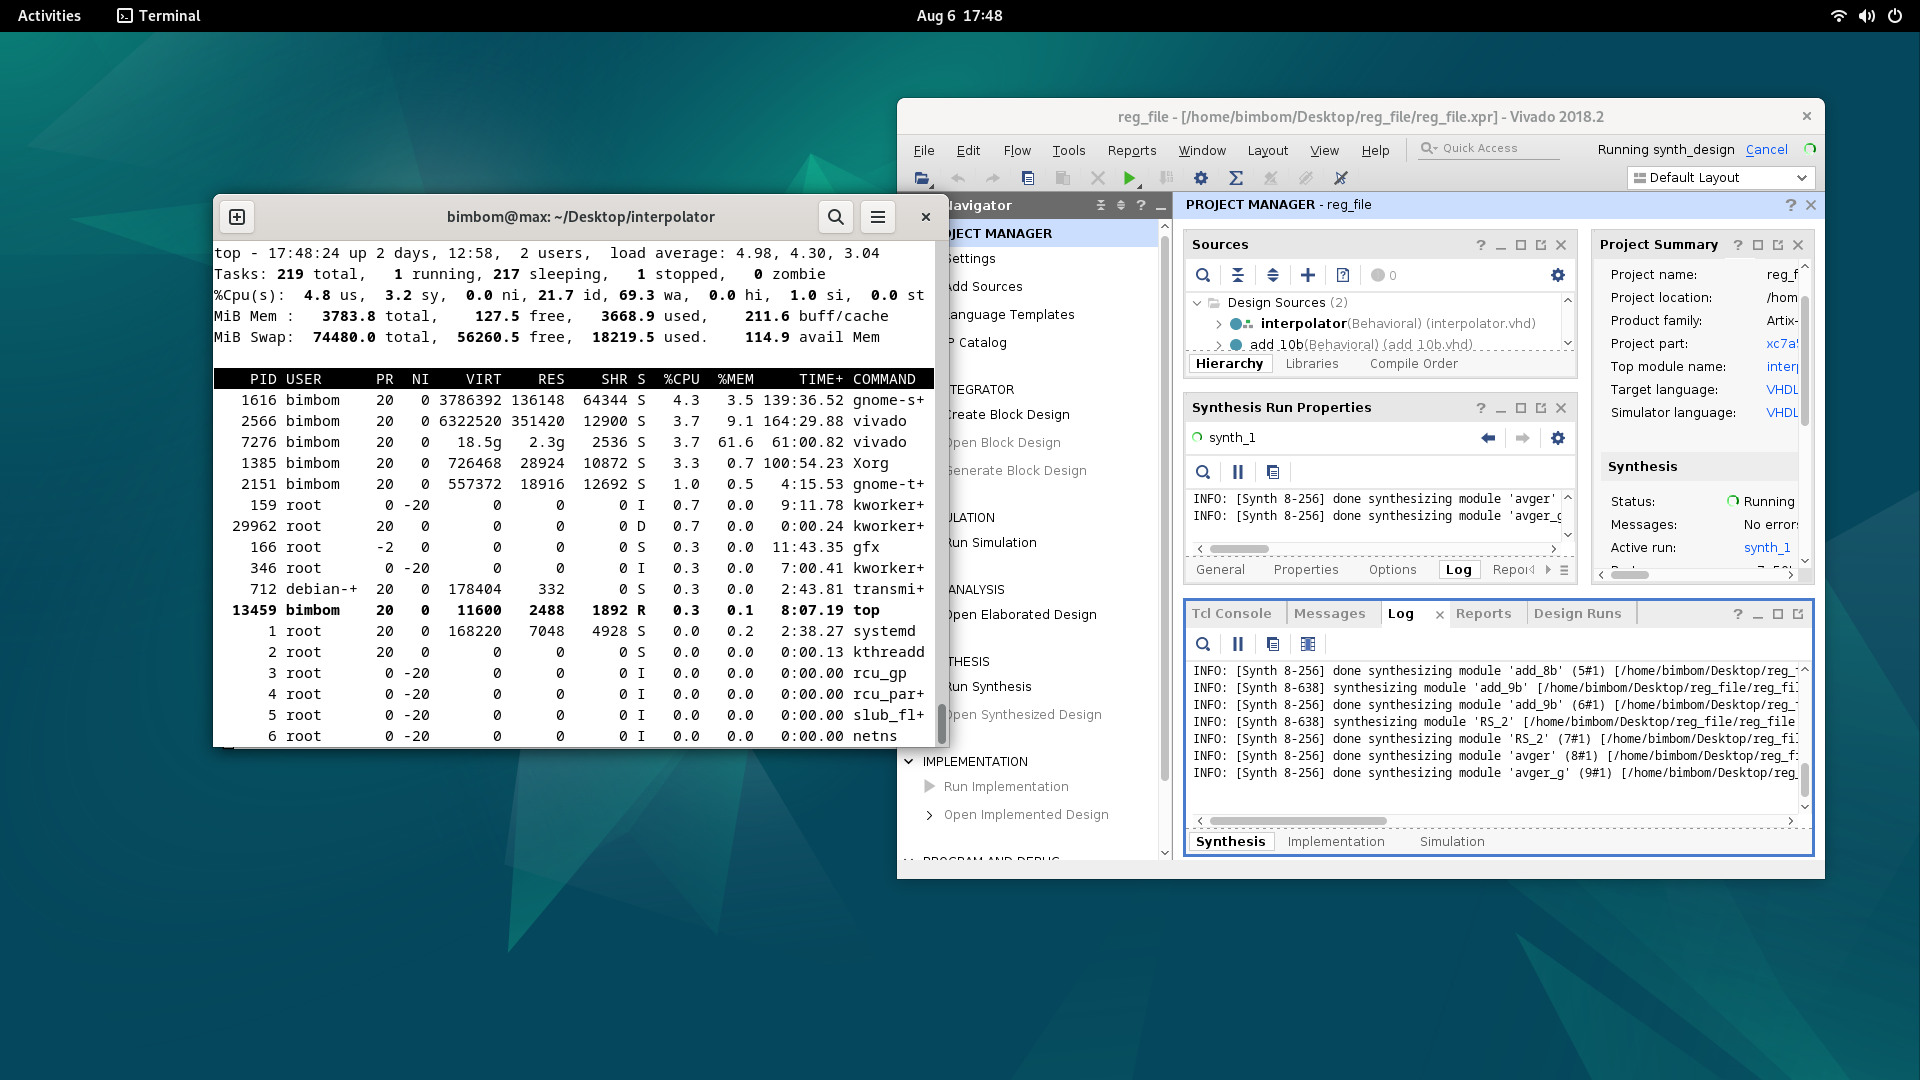 Activities Terminal Aug 6 17:48
reg_file - [/home/bimbom/Desktop/reg_file/reg_file.xpr] - Vivado 2018.2
File Edit Flow Tools Reports Window Layout View Help Quick Access Running synth_design Cancel
Default Layout
bimbom@max: ~/Desktop/interpolator
top - 17:48:24 up 2 days, 12:58, 2 users, load average: 4.98, 4.30, 3.04
Tasks: 219 total, 1 running, 217 sleeping, 1 stopped, 0 zombie
%Cpu(s): 4.8 us, 3.2 sy, 0.0 ni, 21.7 id, 69.3 wa, 0.0 hi, 1.0 si, 0.0 st
MiB Mem : 3783.8 total, 127.5 free, 3668.9 used, 211.6 buff/cache
MiB Swap: 74480.0 total, 56260.5 free, 18219.5 used. 114.9 avail Mem
PID USER PR NI VIRT RES SHR S %CPU %MEM TIME+ COMMAND
1616 bimbom 20 0 3786392 136148 64344 S 4.3 3.5 139:36.52 gnome-s+
2566 bimbom 20 0 6322520 351420 12900 S 3.7 9.1 164:29.88 vivado
7276 bimbom 20 0 18.5g 2.3g 2536 S 3.7 61.6 61:00.82 vivado
1385 bimbom 20 0 726468 28924 10872 S 3.3 0.7 100:54.23 Xorg
2151 bimbom 20 0 557372 18916 12692 S 1.0 0.5 4:15.53 gnome-t+
159 root 0 -20 0 0 0 I 0.7 0.0 9:11.78 kworker+
29962 root 20 0 0 0 0 D 0.7 0.0 0:00.24 kworker+
166 root -2 0 0 0 0 S 0.3 0.0 11:43.35 gfx
346 root 0 -20 0 0 0 I 0.3 0.0 7:00.41 kworker+
712 debian-+ 20 0 178404 332 0 S 0.3 0.0 2:43.81 transmi+
13459 bimbom 20 0 11600 2488 1892 R 0.3 0.1 8:07.19 top
1 root 20 0 168220 7048 4928 S 0.0 0.2 2:38.27 systemd
2 root 20 0 0 0 0 S 0.0 0.0 0:00.13 kthreadd
3 root 0 -20 0 0 0 I 0.0 0.0 0:00.00 rcu_gp
4 root 0 -20 0 0 0 I 0.0 0.0 0:00.00 rcu_par+
5 root 0 -20 0 0 0 I 0.0 0.0 0:00.00 slub_fl+
6 root 0 -20 0 0 0 I 0.0 0.0 0:00.00 netns
Navigator
JECT MANAGER
Settings
Add Sources
Language Templates
IP Catalog
NTEGRATOR
Create Block Design
Open Block Design
Generate Block Design
ULATION
Run Simulation
ANALYSIS
Open Elaborated Design
THESIS
Run Synthesis
Open Synthesized Design
IMPLEMENTATION
Run Implementation
Open Implemented Design
PROGRAM AND DEBUG
PROJECT MANAGER - reg_file
Sources
0
Design Sources (2)
interpolator(Behavioral) (interpolator.vhd)
add_10b(Behavioral) (add_10b.vhd)
Hierarchy Libraries Compile Order
Synthesis Run Properties
synth_1
INFO: [Synth 8-256] done synthesizing module 'avger'
INFO: [Synth 8-256] done synthesizing module 'avger_g
General Properties Options Log Repo
Project Summary
Project name: reg_f
Project location: /hom
Product family: Artix-
Project part: xc7a
Top module name: inter
Target language: VHDL
Simulator language: VHDL
Synthesis
Status: Running
Messages: No errors
Active run: synth_1
Tcl Console Messages Log Reports Design Runs
INFO: [Synth 8-256] done synthesizing module 'add_8b' (5#1) [/home/bimbom/Desktop/reg_
INFO: [Synth 8-638] synthesizing module 'add_9b' [/home/bimbom/Desktop/reg_file/reg_fil
INFO: [Synth 8-256] done synthesizing module 'add_9b' (6#1) [/home/bimbom/Desktop/reg_
INFO: [Synth 8-638] synthesizing module 'RS_2' [/home/bimbom/Desktop/reg_file/reg_file
INFO: [Synth 8-256] done synthesizing module 'RS_2' (7#1) [/home/bimbom/Desktop/reg_fil
INFO: [Synth 8-256] done synthesizing module 'avger' (8#1) [/home/bimbom/Desktop/reg_fi
INFO: [Synth 8-256] done synthesizing module 'avger_g' (9#1) [/home/bimbom/Desktop/reg_
Synthesis Implementation Simulation